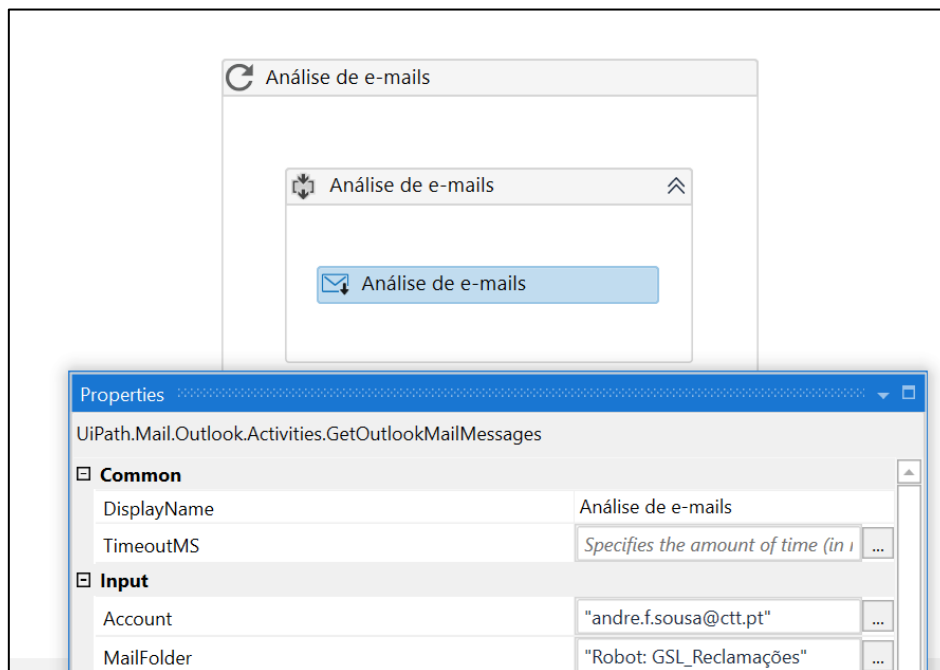 Análise de e-mails
Análise de e-mails
Análise de e-mails
Properties
UiPath.Mail.Outlook.Activities.GetOutlookMailMessages
Common
DisplayName Análise de e-mails
TimeoutMS Specifies the amount of time (in ...
Input
Account "andre.f.sousa@ctt.pt" ...
MailFolder "Robot: GSL_Reclamações" ...